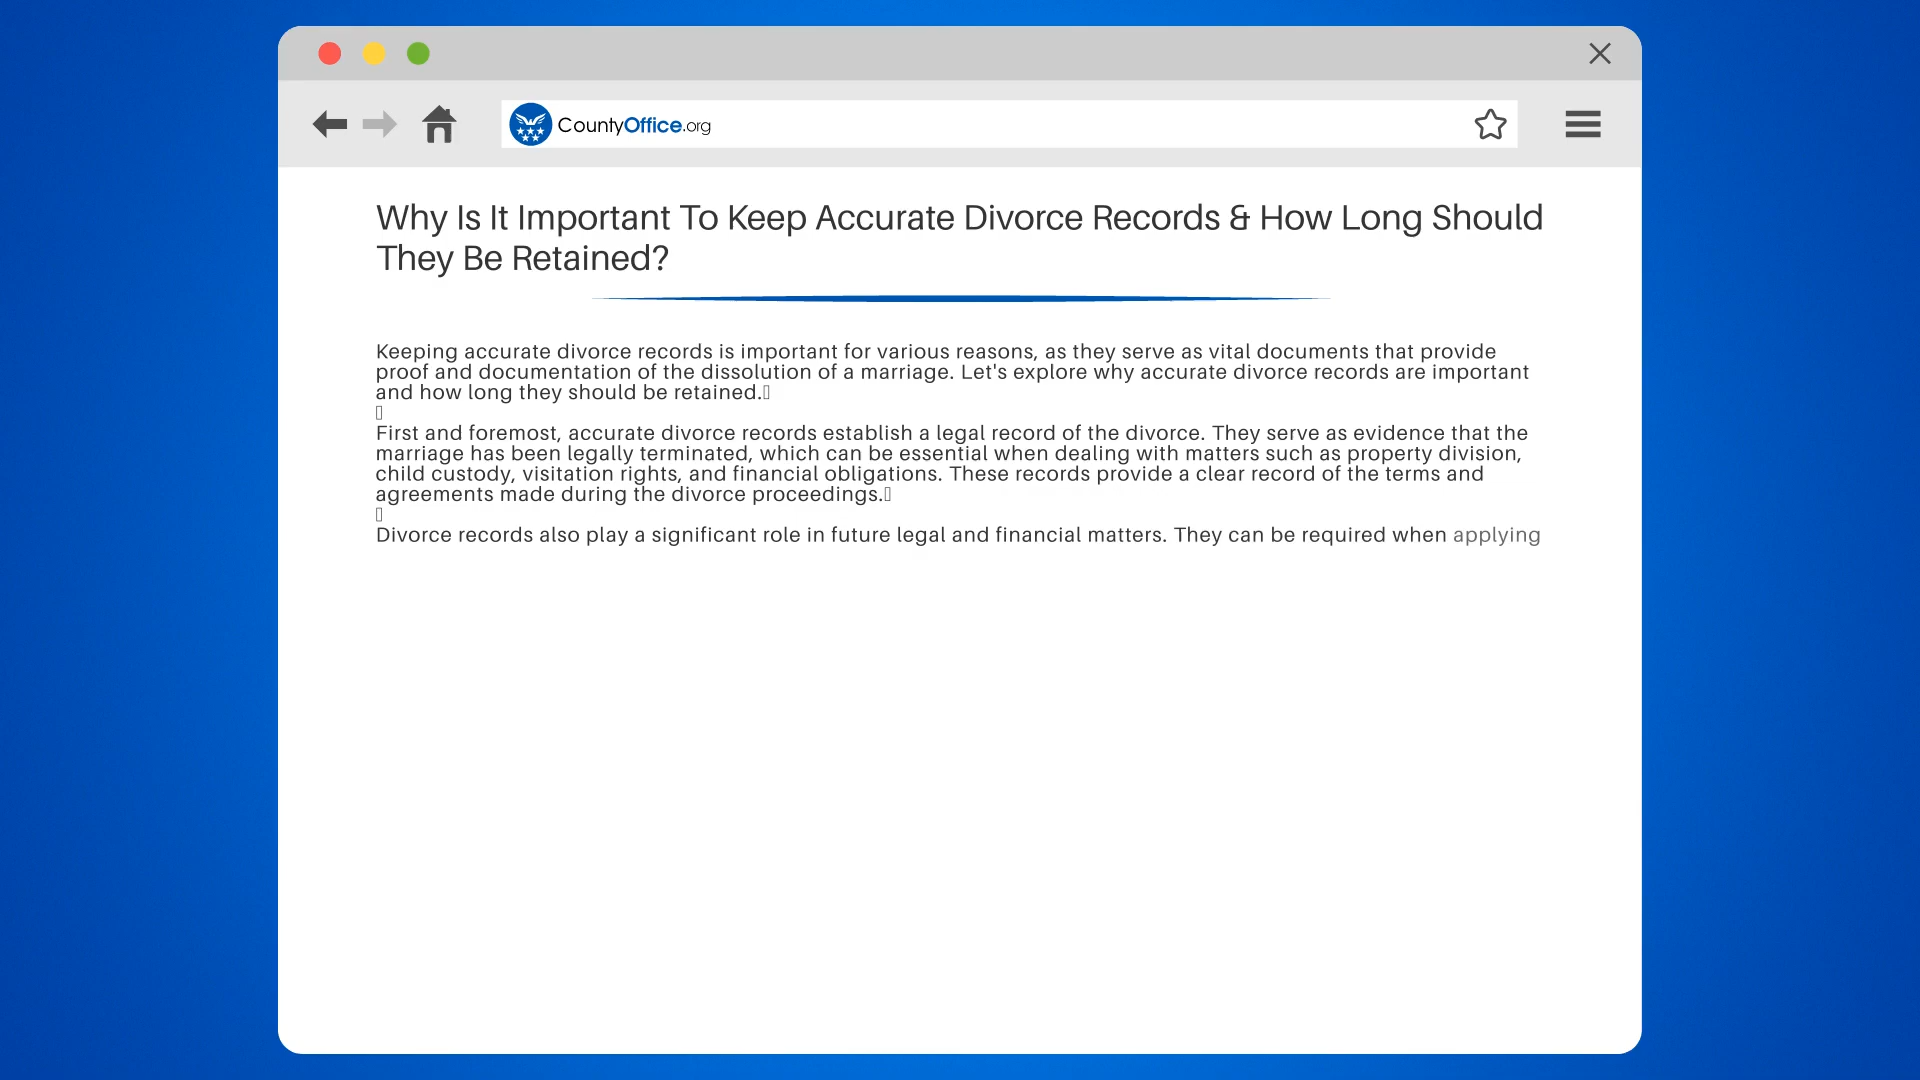 CountyOffice.org
Why Is It Important To Keep Accurate Divorce Records & How Long Should
They Be Retained?
Keeping accurate divorce records is important for various reasons, as they serve as vital documents that provide
proof and documentation of the dissolution of a marriage. Let's explore why accurate divorce records are important
and how long they should be retained.
First and foremost, accurate divorce records establish a legal record of the divorce. They serve as evidence that the
marriage has been legally terminated, which can be essential when dealing with matters such as property division,
child custody, visitation rights, and financial obligations. These records provide a clear record of the terms and
agreements made during the divorce proceedings.
Divorce records also play a significant role in future legal and financial matters. They can be required when applying